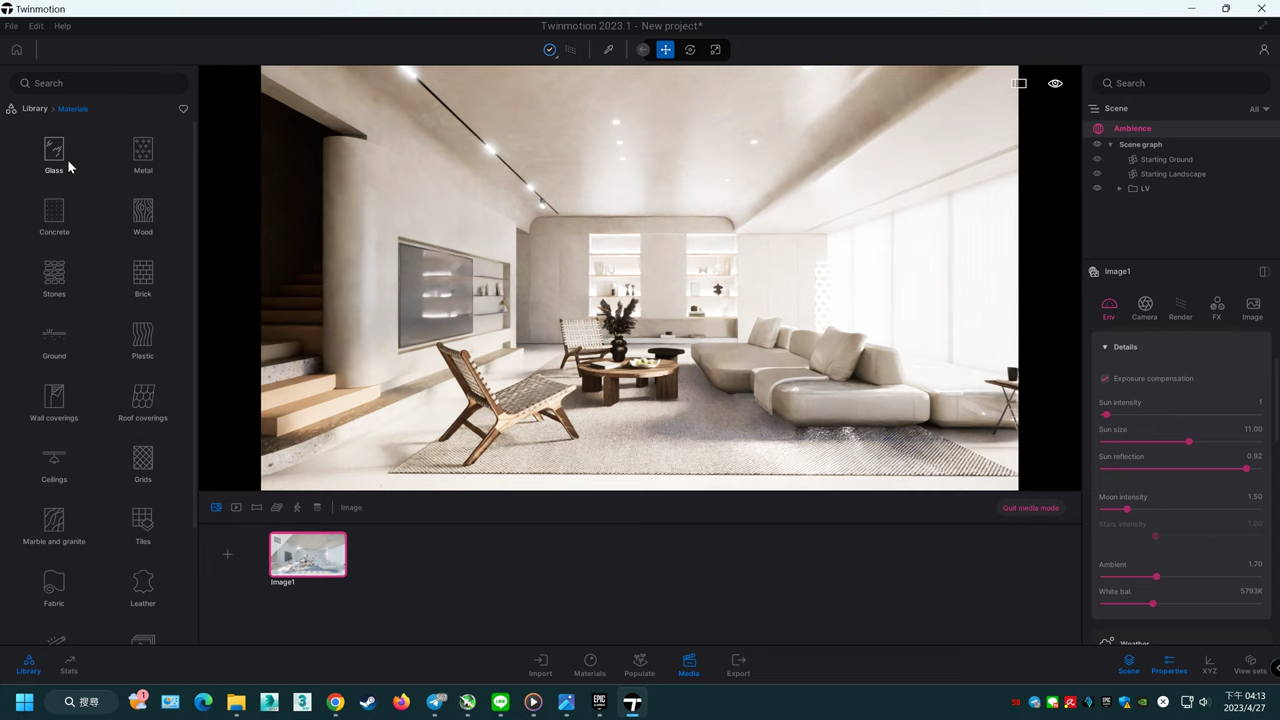 Twinmotion
File Edit Help
Twinmotion 2023.1 - New project*
Search
Library > Materials
Glass Metal
Concrete Wood
Stones Brick
Ground Plastic
Wall coverings Roof coverings
Ceilings Grids
Marble and granite Tiles
Fabric Leather
Image
Quit media mode
Image1
Search
Scene All
Ambience
Scene graph
Starting Ground
Starting Landscape
LV
Image1
Env Camera Render FX Image
Details
Exposure compensation
Sun intensity 1
Sun size 11.00
Sun reflection 0.92
Moon intensity 1.50
Stars intensity 1.00
Ambient 1.70
White bal. 5793K
Weather
Library Stats Import Materials Populate Media Export Scene Properties XYZ View sets
搜尋
下午 04:13
2023/4/27